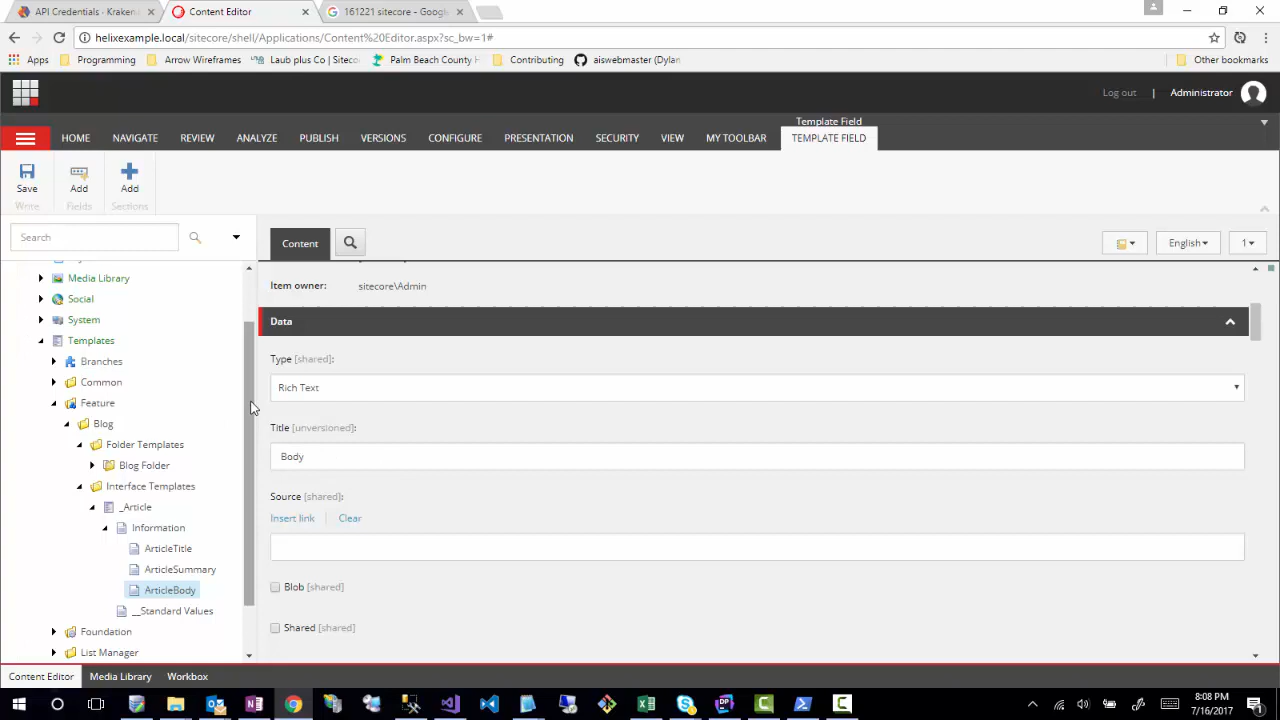 API Credentials - Kraken
Content Editor
161221 sitecore - Google
helixexample.local/sitecore/shell/Applications/Content%20Editor.aspx?sc_bw=1#
Apps
Programming
Arrow Wireframes
Laub plus Co | Siteco
Palm Beach County
Contributing
aiswebmaster (Dylan
Other bookmarks
Log out
|
Administrator
Template Field
HOME
NAVIGATE
REVIEW
ANALYZE
PUBLISH
VERSIONS
CONFIGURE
PRESENTATION
SECURITY
VIEW
MY TOOLBAR
TEMPLATE FIELD
Save
Add
Add
Write
Fields
Sections
Search
Content
English
1
Media Library
Social
System
Templates
Branches
Common
Feature
Blog
Folder Templates
Blog Folder
Interface Templates
_Article
Information
ArticleTitle
ArticleSummary
ArticleBody
__Standard Values
Foundation
List Manager
Item owner:
sitecore\Admin
Data
Type [shared]:
Rich Text
Title [unversioned]:
Body
Source [shared]:
Insert link
Clear
Blob [shared]
Shared [shared]
Content Editor
Media Library
Workbox
8:08 PM
7/16/2017